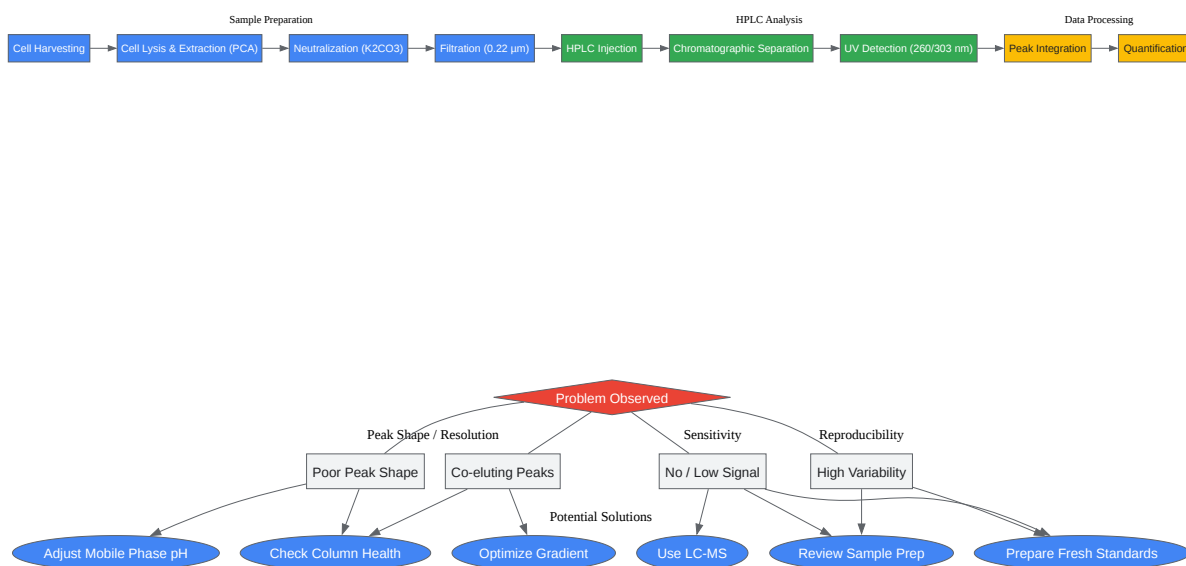 Sample Preparation
HPLC Analysis
Data Processing
Cell Harvesting
Cell Lysis & Extraction (PCA)
Neutralization (K2CO3)
Filtration (0.22 µm)
HPLC Injection
Chromatographic Separation
UV Detection (260/303 nm)
Peak Integration
Quantification
Problem Observed
Peak Shape / Resolution
Sensitivity
Reproducibility
Poor Peak Shape
Co-eluting Peaks
No / Low Signal
High Variability
Potential Solutions
Adjust Mobile Phase pH
Check Column Health
Optimize Gradient
Use LC-MS
Review Sample Prep
Prepare Fresh Standards